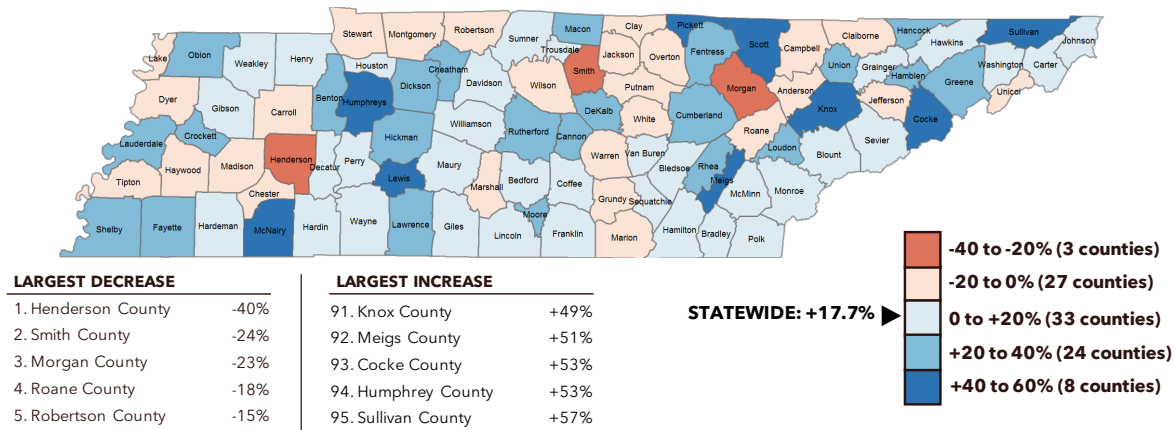 Stewart
Montgomery
Robertson
Sumner
Macon
Clay
Pickett
Scott
Claiborne
Hancock
Sullivan
Johnson
Lake
Obion
Weakley
Henry
Houston
Cheatham
Davidson
Trousdale
Smith
Jackson
Overton
Fentress
Campbell
Union
Grainger
Hawkins
Hamblen
Greene
Washington
Carter
Unicoi
Dyer
Gibson
Carroll
Benton
Humphreys
Dickson
Wilson
Putnam
Morgan
Anderson
Knox
Jefferson
Cocke
Lauderdale
Crockett
Hickman
Williamson
Rutherford
Cannon
DeKalb
White
Cumberland
Roane
Loudon
Blount
Sevier
Tipton
Haywood
Madison
Henderson
Decatur
Perry
Lewis
Maury
Marshall
Bedford
Coffee
Warren
Van Buren
Bledsoe
Rhea
Meigs
McMinn
Monroe
Chester
Moore
Grundy
Sequatchie
Shelby
Fayette
Hardeman
McNairy
Hardin
Wayne
Lawrence
Giles
Lincoln
Franklin
Marion
Hamilton
Bradley
Polk
LARGEST DECREASE
1. Henderson County -40%
2. Smith County -24%
3. Morgan County -23%
4. Roane County -18%
5. Robertson County -15%
LARGEST INCREASE
91. Knox County +49%
92. Meigs County +51%
93. Cocke County +53%
94. Humphrey County +53%
95. Sullivan County +57%
STATEWIDE: +17.7%
-40 to -20% (3 counties)
-20 to 0% (27 counties)
0 to +20% (33 counties)
+20 to 40% (24 counties)
+40 to 60% (8 counties)